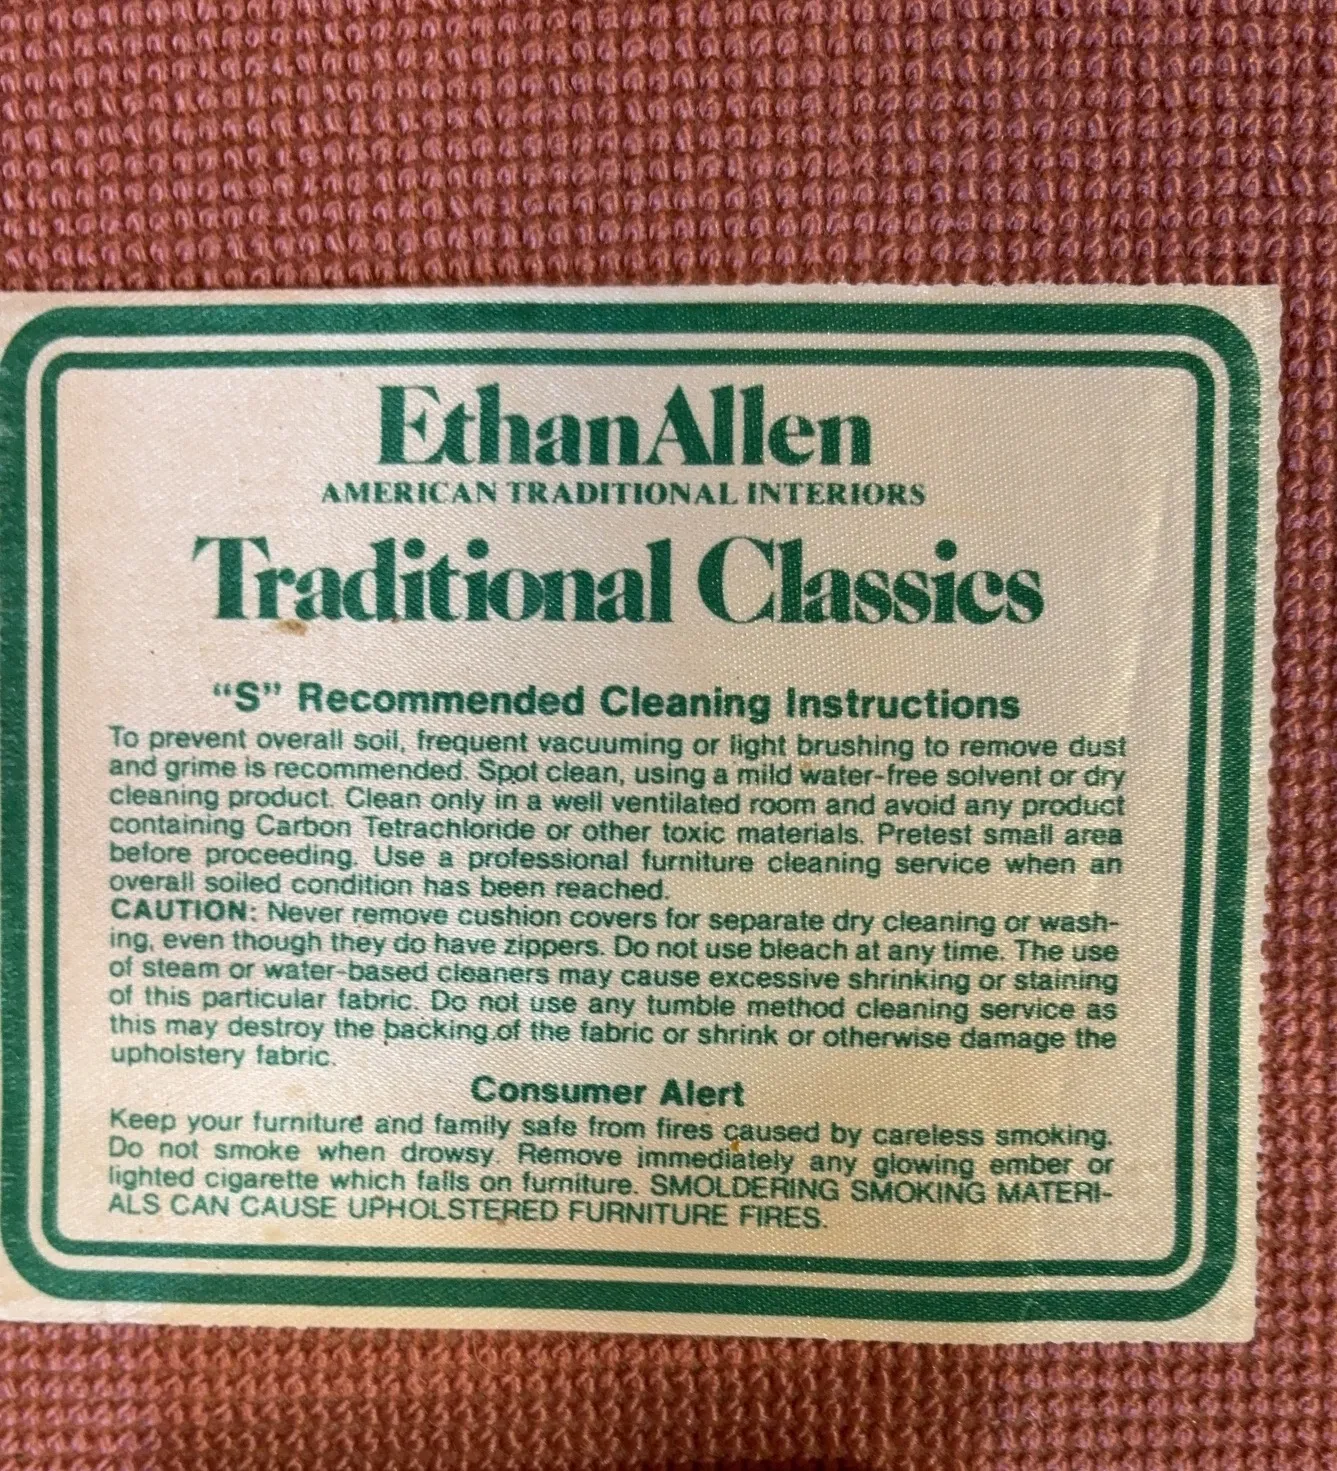 EthanAllen
AMERICAN TRADITIONAL INTERIORS
Traditional Classics
“S” Recommended Cleaning Instructions
To prevent overall soil, frequent vacuuming or light brushing to remove dust
and grime is recommended. Spot clean, using a mild water-free solvent or dry
cleaning product. Clean only in a well ventilated room and avoid any product
containing Carbon Tetrachloride or other toxic materials. Pretest small area
before proceeding. Use a professional furniture cleaning service when an
overall soiled condition has been reached.
CAUTION: Never remove cushion covers for separate dry cleaning or wash-
ing, even though they do have zippers. Do not use bleach at any time. The use
of steam or water-based cleaners may cause excessive shrinking or staining
of this particular fabric. Do not use any tumble method cleaning service as
this may destroy the backing of the fabric or shrink or otherwise damage the
upholstery fabric.
Consumer Alert
Keep your furniture and family safe from fires caused by careless smoking.
Do not smoke when drowsy. Remove immediately any glowing ember or
lighted cigarette which falls on furniture. SMOLDERING SMOKING MATERI-
ALS CAN CAUSE UPHOLSTERED FURNITURE FIRES.